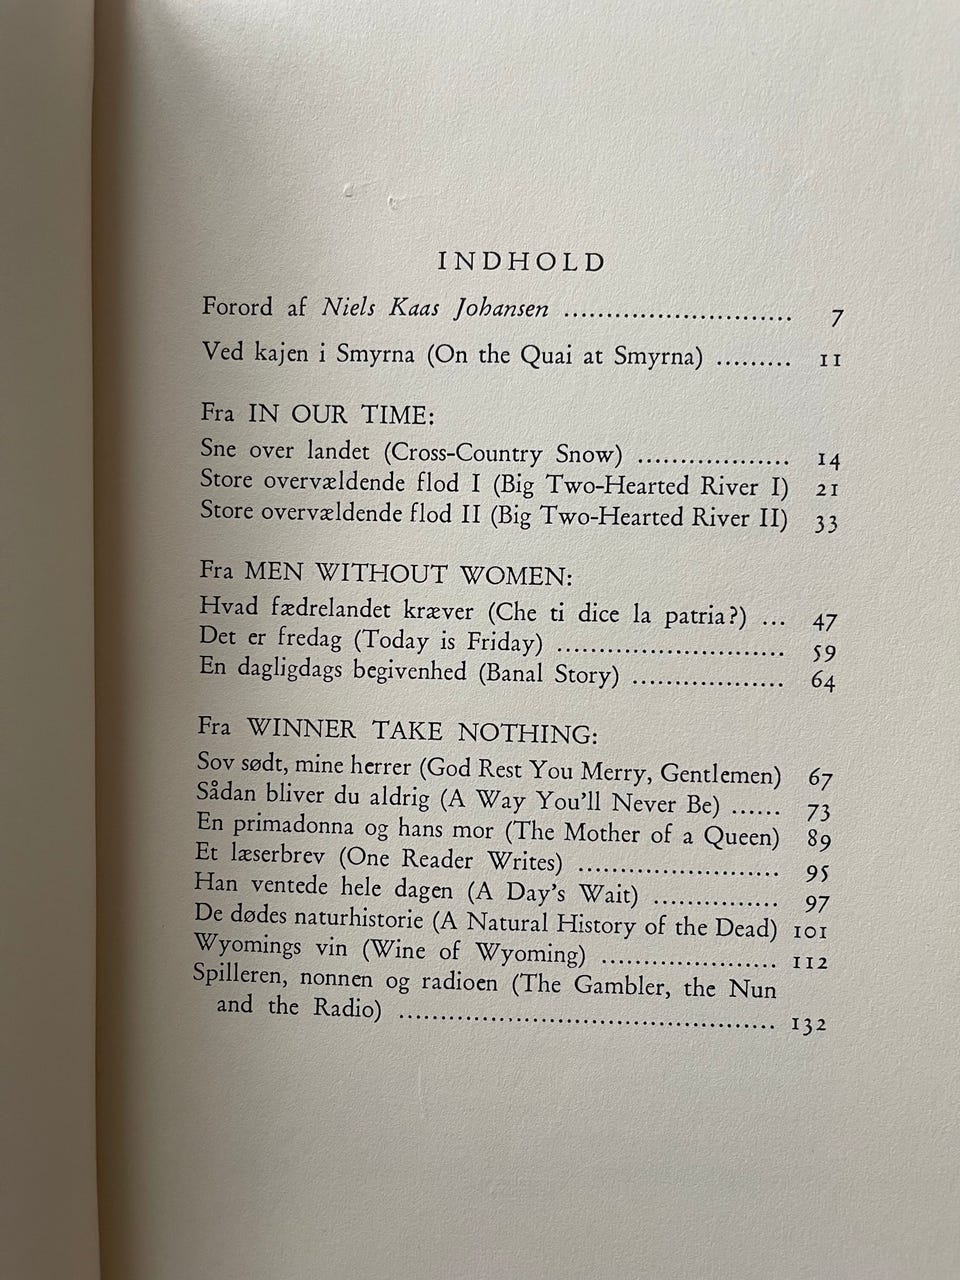 INDHOLD
Forord af Niels Kaas Johansen ........................... 7
Ved kajen i Smyrna (On the Quai at Smyrna) ......... 11
Fra IN OUR TIME:
Sne over landet (Cross-Country Snow) .................. 14
Store overvældende flod I (Big Two-Hearted River I) 21
Store overvældende flod II (Big Two-Hearted River II) 33
Fra MEN WITHOUT WOMEN:
Hvad fædrelandet kræver (Che ti dice la patria?) ... 47
Det er fredag (Today is Friday) ........................... 59
En dagligdags begivenhed (Banal Story) .................. 64
Fra WINNER TAKE NOTHING:
Sov sødt, mine herrer (God Rest You Merry, Gentlemen) 67
Sådan bliver du aldrig (A Way You'll Never Be) ...... 73
En primadonna og hans mor (The Mother of a Queen) 89
Et læserbrev (One Reader Writes) ........................ 95
Han ventede hele dagen (A Day's Wait) ............... 97
De dødes naturhistorie (A Natural History of the Dead) 101
Wyomings vin (Wine of Wyoming) ..................... 112
Spilleren, nonnen og radioen (The Gambler, the Nun
and the Radio) ............................................. 132